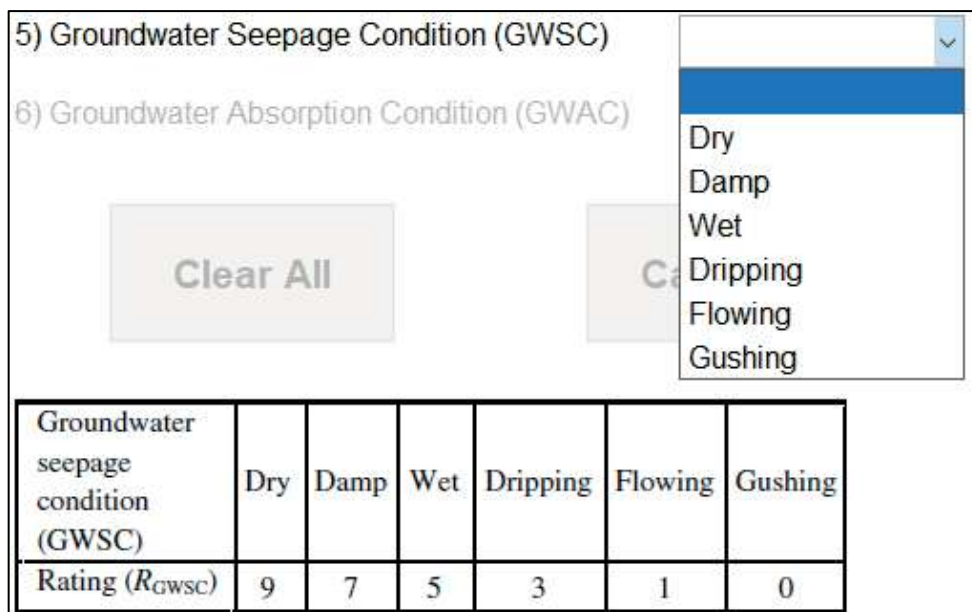 5) Groundwater Seepage Condition (GWSC)
6) Groundwater Absorption Condition (GWAC)
Dry
Damp
Wet
Dripping
Flowing
Gushing
Clear All
Ca
Groundwater
seepage
condition
(GWSC)
Dry Damp Wet Dripping Flowing Gushing
Rating (RGWSC) 9 7 5 3 1 0